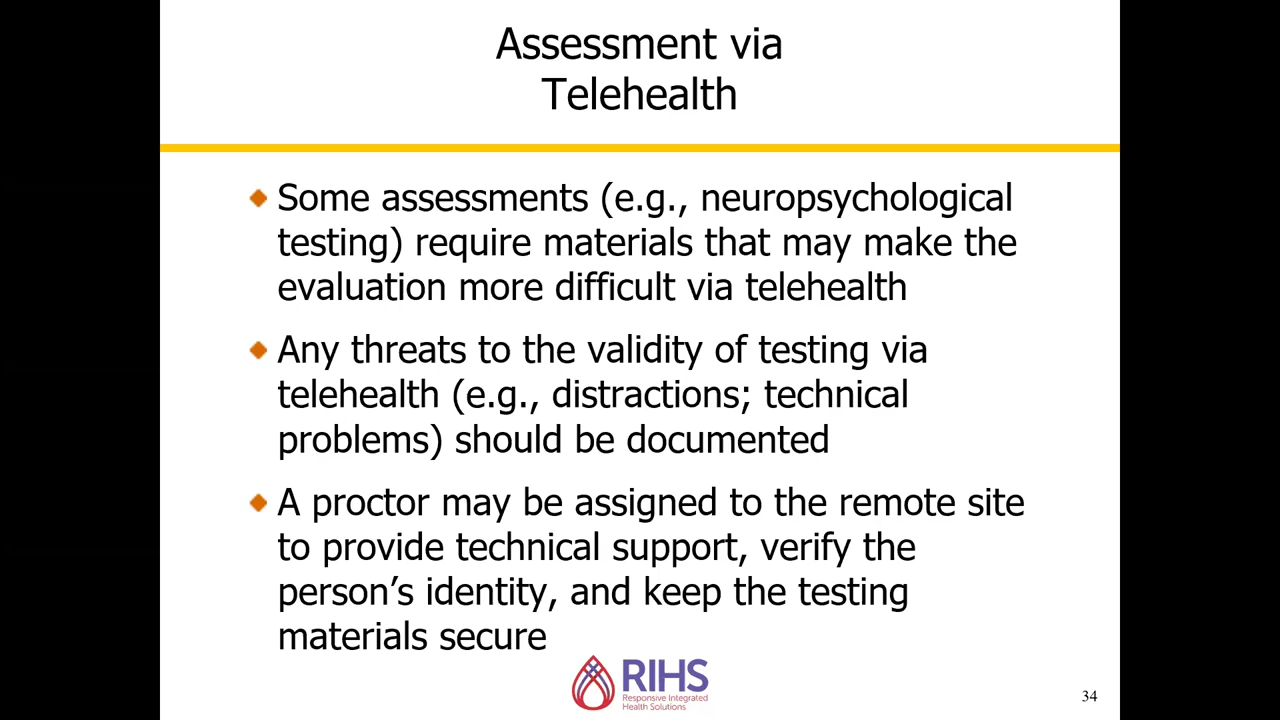 Assessment via
Telehealth
Some assessments (e.g., neuropsychological
testing) require materials that may make the
evaluation more difficult via telehealth
Any threats to the validity of testing via
telehealth (e.g., distractions; technical
problems) should be documented
A proctor may be assigned to the remote site
to provide technical support, verify the
person’s identity, and keep the testing
materials secure
RIHS
Responsive Integrated
Health Solutions
34